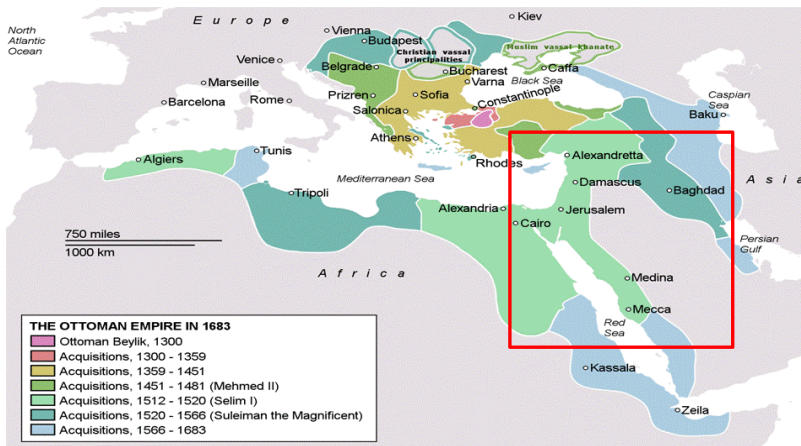 Europe
Kiev
North
Atlantic
Ocean
Vienna
Budapest
Christian vassal
principalities
Muslim vassal khanate
Venice
Belgrade
Bucharest
Caffa
Black Sea
Varna
Caspian
Sea
Marseille
Prizren
Sofia
Constantinople
Barcelona
Rome
Salonica
Baku
Athens
Algiers
Tunis
Rhodes
Alexandretta
Mediterranean Sea
Damascus
Baghdad
Asia
Tripoli
Alexandria
Jerusalem
Cairo
750 miles
1000 km
Persian
Gulf
Africa
Medina
Mecca
Red
Sea
Kassala
Zeila
THE OTTOMAN EMPIRE IN 1683
Ottoman Beylik, 1300
Acquisitions, 1300 - 1359
Acquisitions, 1359 - 1451
Acquisitions, 1451 - 1481 (Mehmed II)
Acquisitions, 1512 - 1520 (Selim I)
Acquisitions, 1520 - 1566 (Suleiman the Magnificent)
Acquisitions, 1566 - 1683